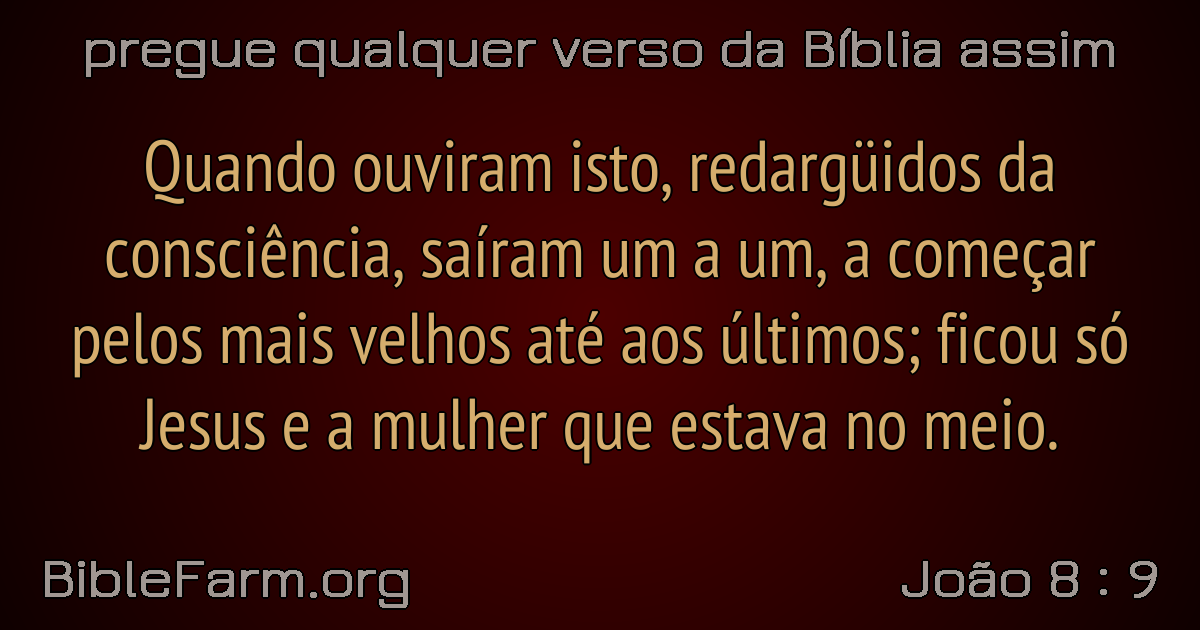 pregue qualquer verso da Bíblia assim
Quando ouviram isto, redargüidos da
consciência, saíram um a um, a começar
pelos mais velhos até aos últimos; ficou só
Jesus e a mulher que estava no meio.
BibleFarm.org
João 8 : 9